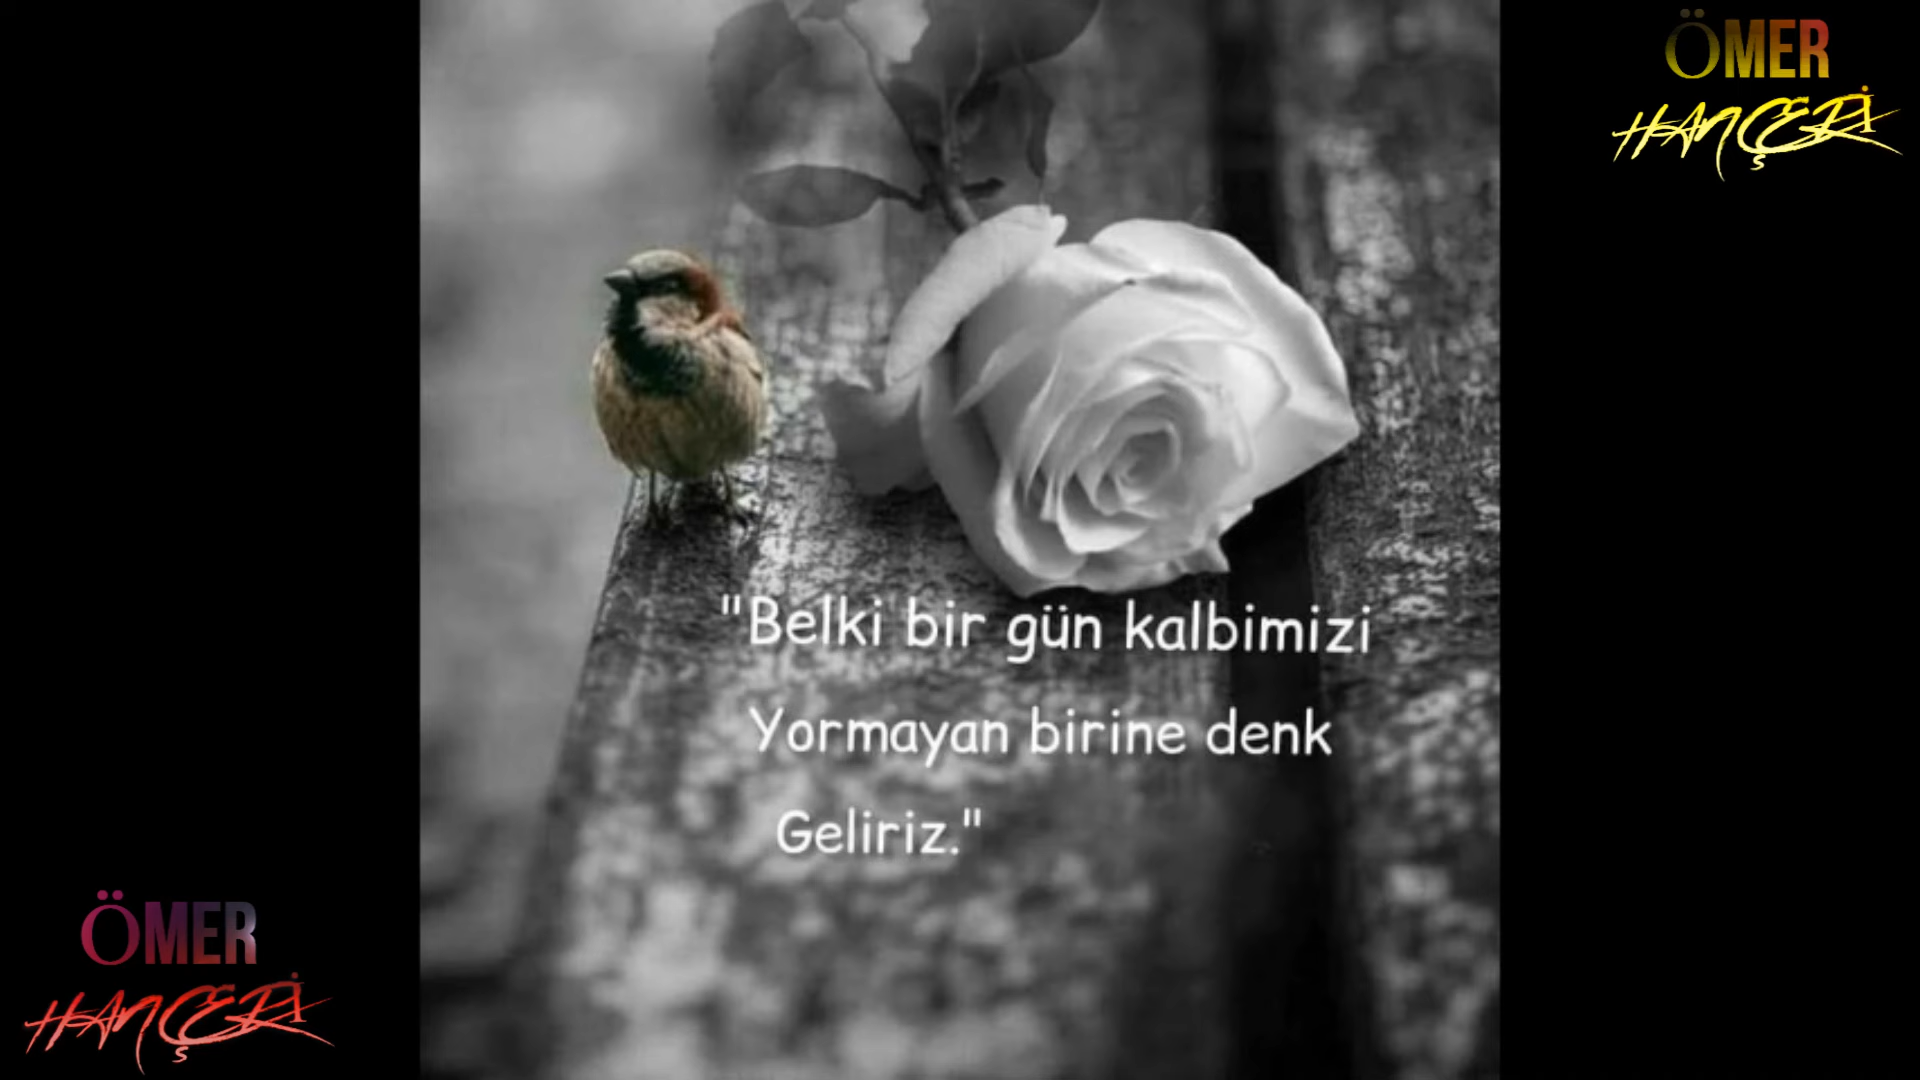 ÖMER
HANÇERİ
"Belki bir gün kalbimizi
Yormayan birine denk
Geliriz."
ÖMER
HANÇERİ